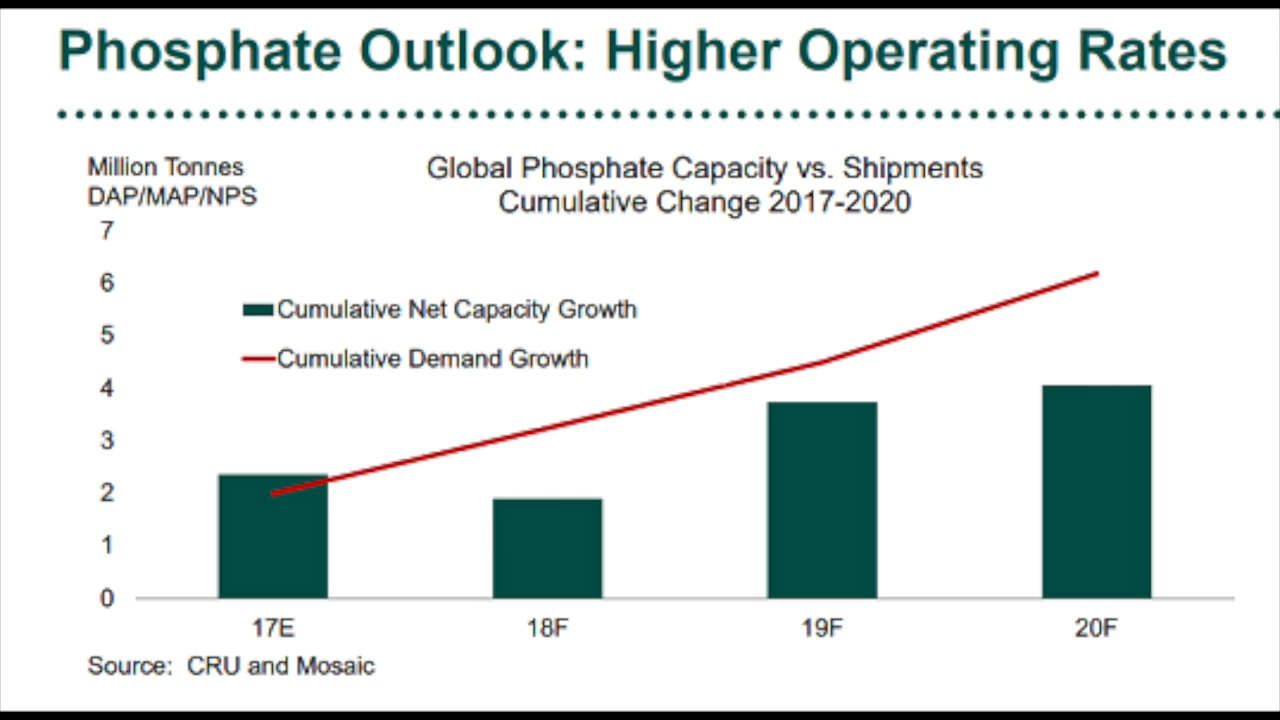 Phosphate Outlook: Higher Operating Rates
Million Tonnes
DAP/MAP/NPS
Global Phosphate Capacity vs. Shipments
Cumulative Change 2017-2020
7
6
5
4
3
2
1
0
Cumulative Net Capacity Growth
Cumulative Demand Growth
17E
18F
19F
20F
Source: CRU and Mosaic